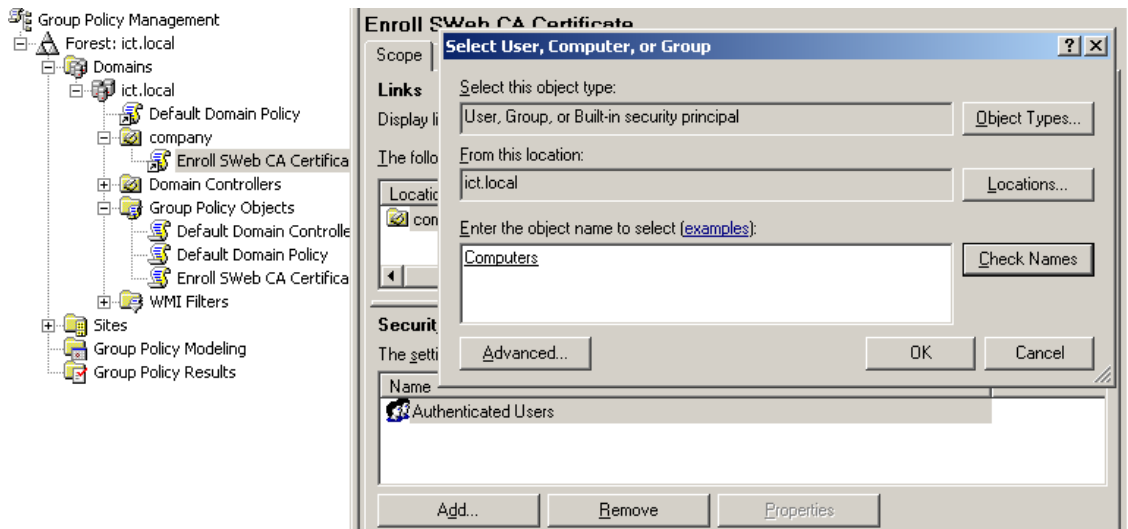 Group Policy Management
Forest: ict.local
Domains
ict.local
Default Domain Policy
company
Enroll SWeb CA Certifica
Domain Controllers
Group Policy Objects
Default Domain Controlle
Default Domain Policy
Enroll SWeb CA Certifica
WMI Filters
Sites
Group Policy Modeling
Group Policy Results
Enroll SWeb CA Certificate
Scope
Links
Display li
The follo
Locatio
com
Securit
The setti
Name
Authenticated Users
Add...
Remove
Properties
Select User, Computer, or Group
Select this object type:
User, Group, or Built-in security principal
Object Types...
From this location:
ict.local
Locations...
Enter the object name to select (examples):
Computers
Check Names
Advanced...
OK
Cancel